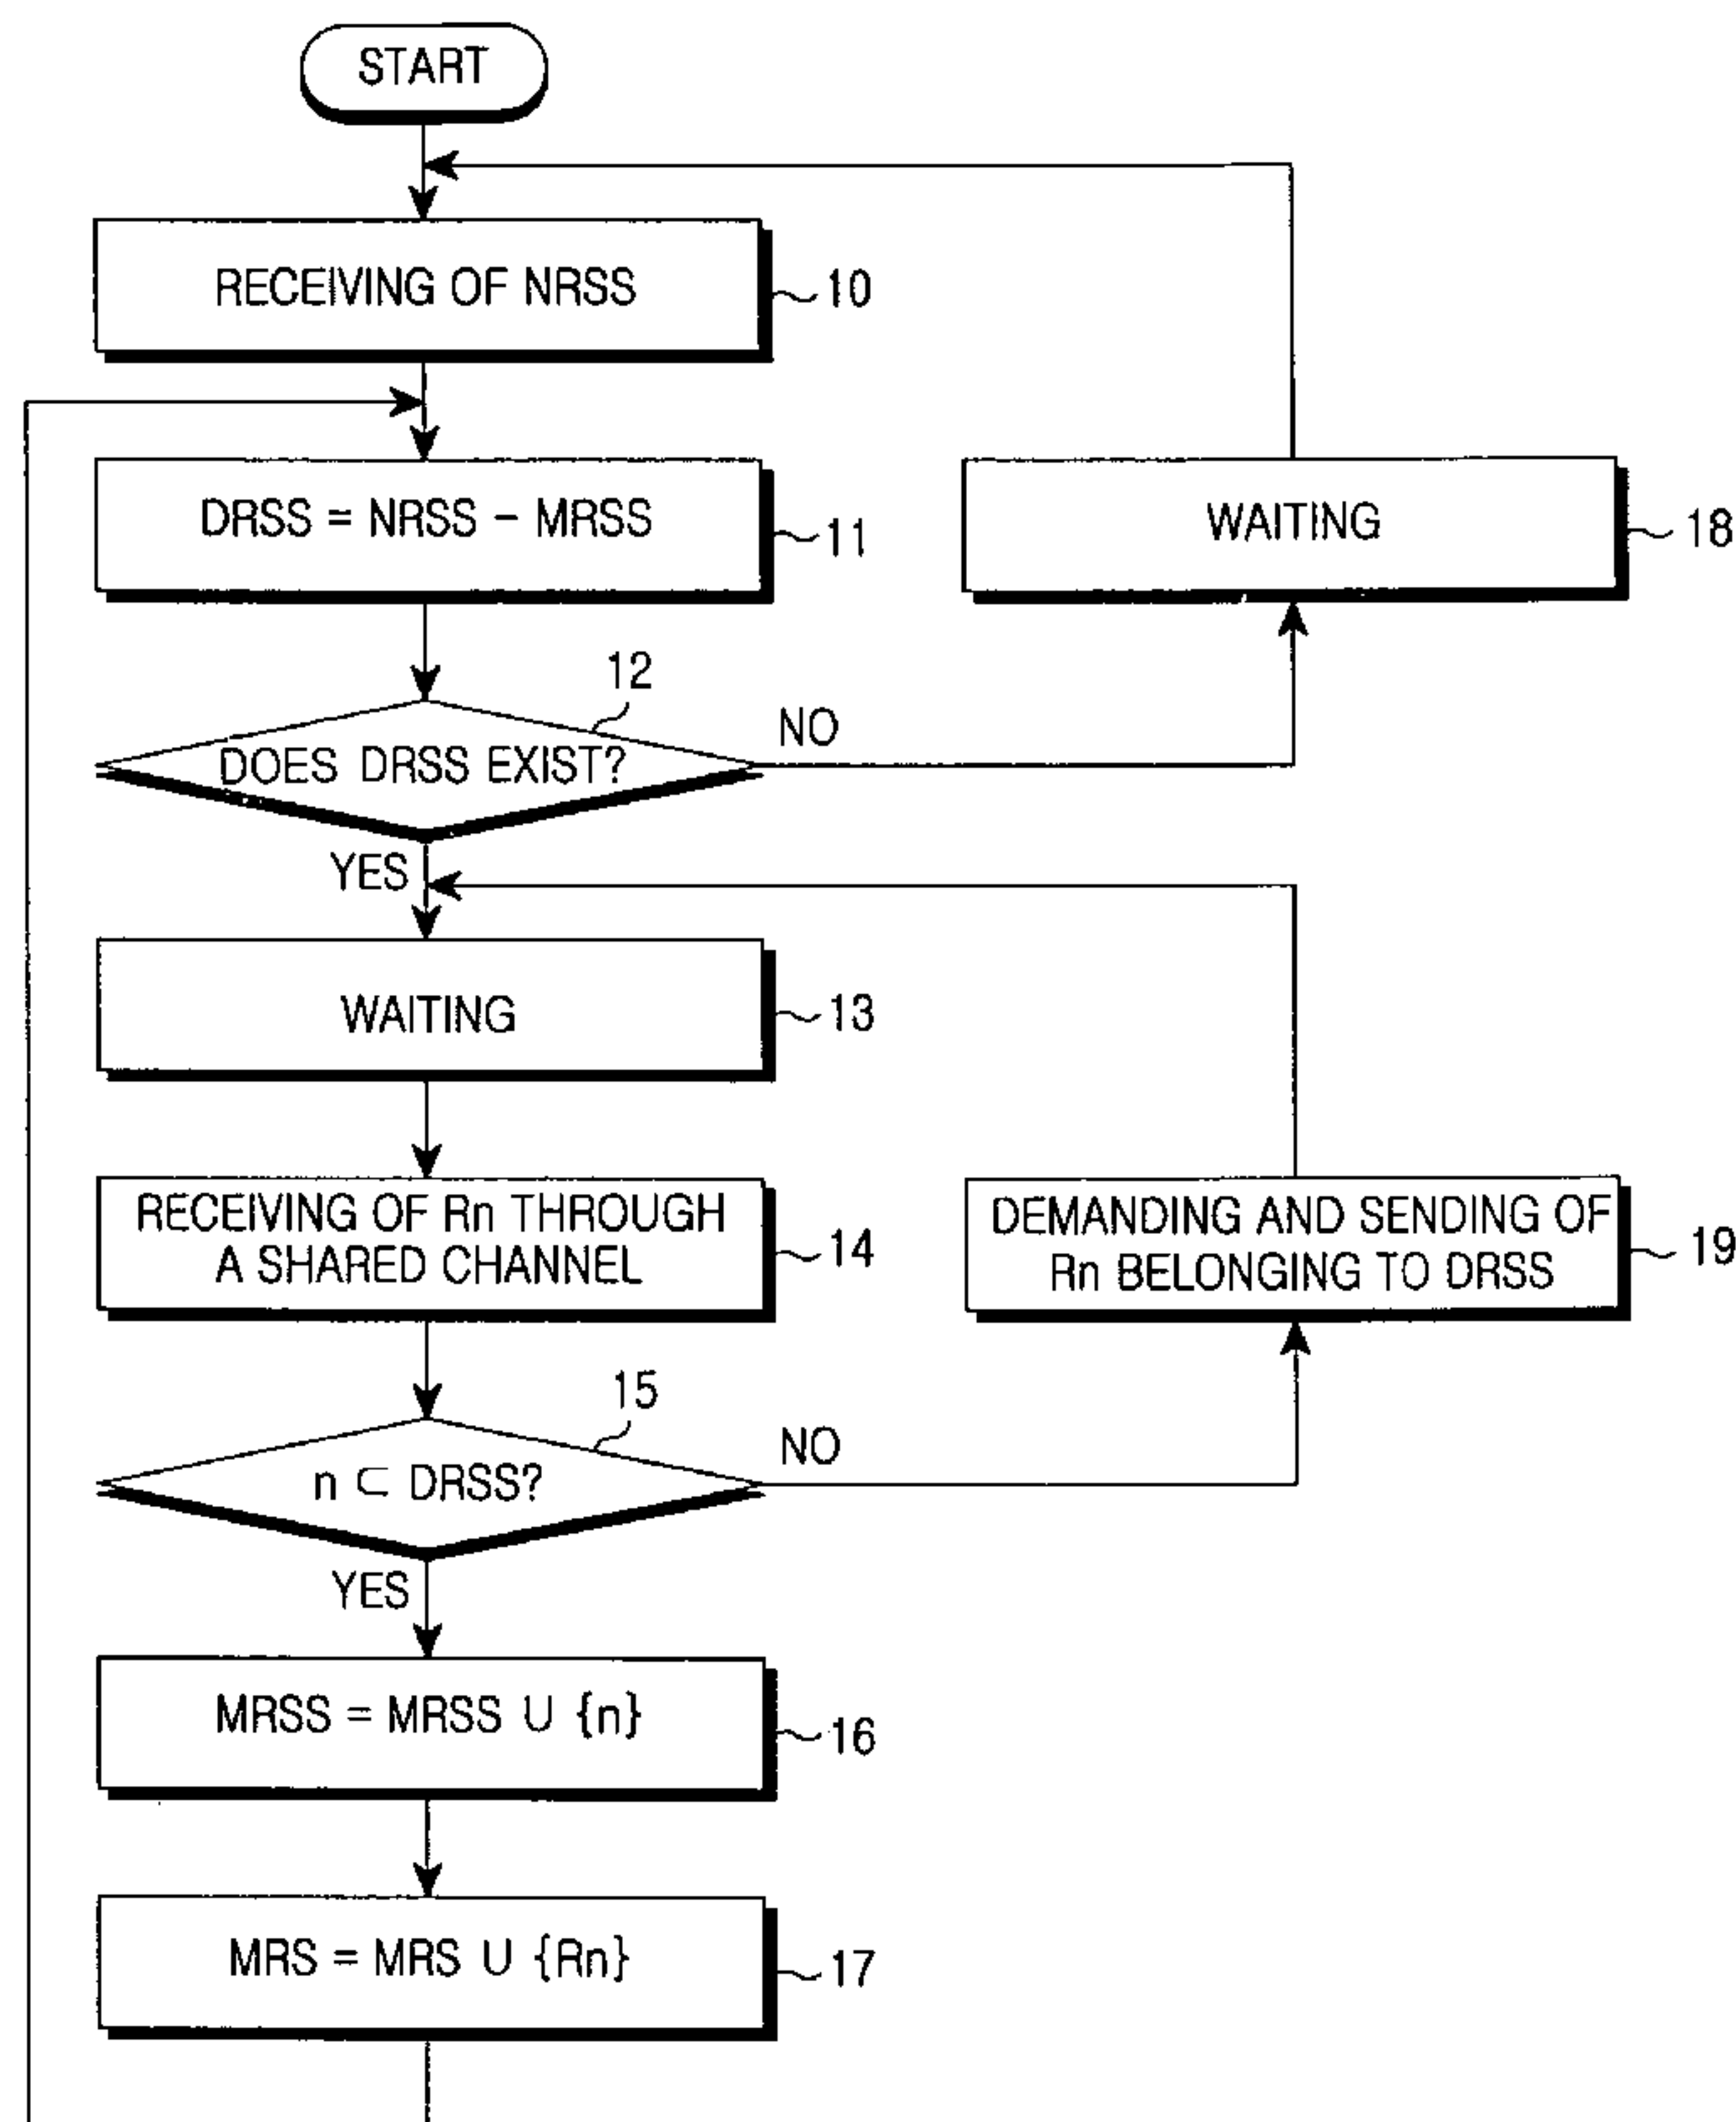 START
RECEIVING OF NRSS
10
DRSS = NRSS - MRSS
11
WAITING
18
12
DOES DRSS EXIST?
NO
YES
WAITING
13
RECEIVING OF Rn THROUGH
A SHARED CHANNEL
14
DEMANDING AND SENDING OF
Rn BELONGING TO DRSS
19
15
n ⊂ DRSS?
NO
YES
MRSS = MRSS ∪ {n}
16
MRS = MRS ∪ {Rn}
17